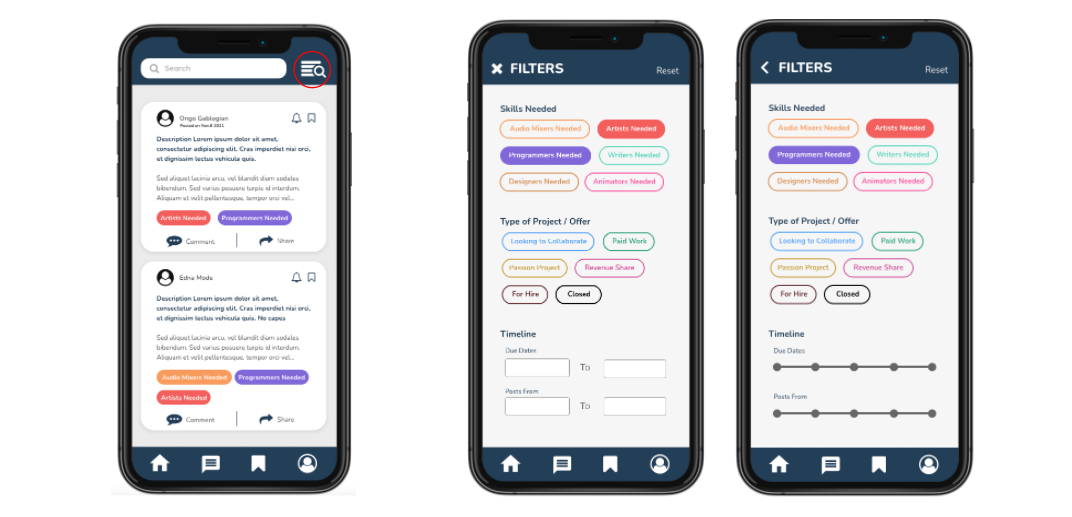 Search
Ongo Gablogian
Posted on Nov.8 2021
Description Lorem ipsum dolor sit amet,
consectetur adipiscing elit. Cras imperdiet nisi orci,
et dignissim lectus vehicula quis.
Sed aliquet lacinia arcu, vel blandit diam sodales
bibendum. Sed varius posuere turpis id interdum.
Aliquam et velit pellentesque, tempor orci vel...
Artists Needed
Programmers Needed
Comment
Share
Edna Mode
Description Lorem ipsum dolor sit amet,
consectetur adipiscing elit. Cras imperdiet nisi orci,
et dignissim lectus vehicula quis. No capes
Sed aliquet lacinia arcu, vel blandit diam sodales
bibendum. Sed varius posuere turpis id interdum.
Aliquam et velit pellentesque, tempor orci vel...
Audio Mixers Needed
Programmers Needed
Artists Needed
Comment
Share
FILTERS
Reset
Skills Needed
Audio Mixers Needed
Artists Needed
Programmers Needed
Writers Needed
Designers Needed
Animators Needed
Type of Project / Offer
Looking to Collaborate
Paid Work
Passion Project
Revenue Share
For Hire
Closed
Timeline
Due Dates
To
Posts From
To
FILTERS
Reset
Skills Needed
Audio Mixers Needed
Artists Needed
Programmers Needed
Writers Needed
Designers Needed
Animators Needed
Type of Project / Offer
Looking to Collaborate
Paid Work
Passion Project
Revenue Share
For Hire
Closed
Timeline
Due Dates
Posts From